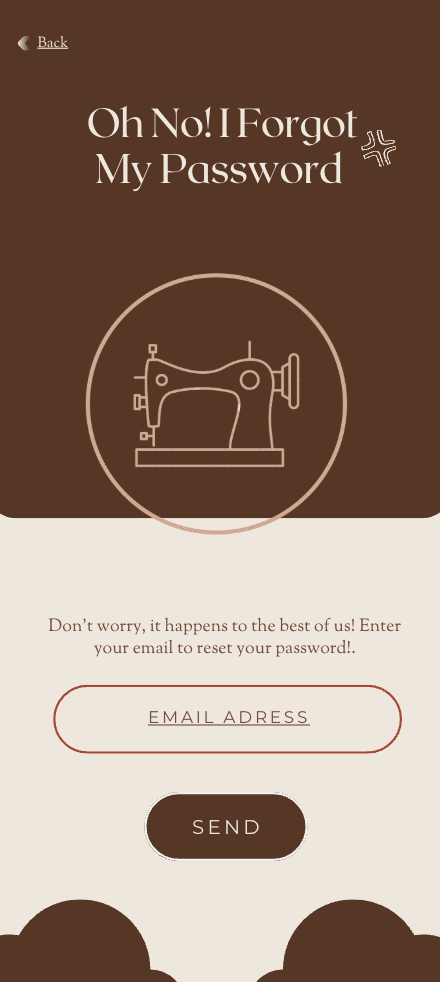 Back
Oh No! I Forgot
My Password
Don't worry, it happens to the best of us! Enter
your email to reset your password!.
EMAIL ADRESS
SEND